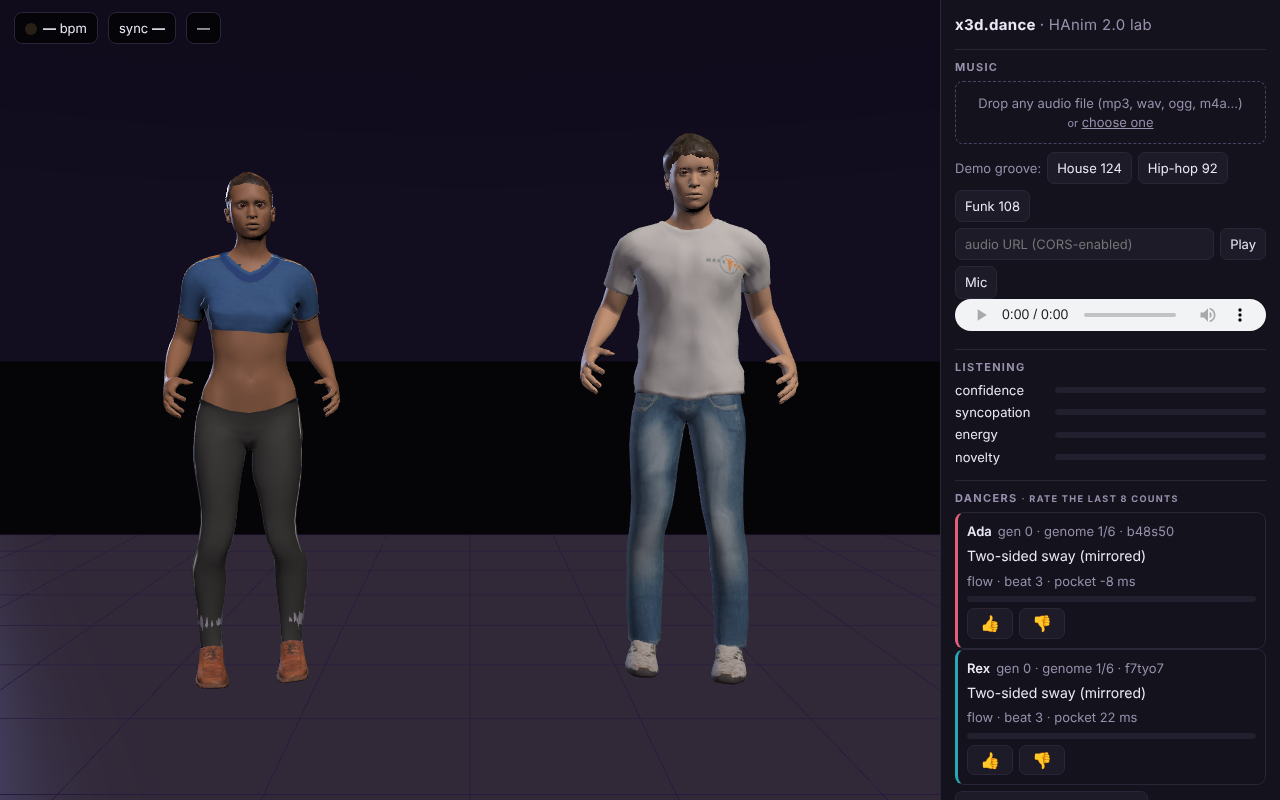 — bpm
sync —
—
x3d.dance · HAnim 2.0 lab
MUSIC
Drop any audio file (mp3, wav, ogg, m4a…)
or choose one
Demo groove: House 124 Hip-hop 92
Funk 108
audio URL (CORS-enabled) Play
Mic
0:00 / 0:00
LISTENING
confidence
syncopation
energy
novelty
DANCERS · RATE THE LAST 8 COUNTS
Ada gen 0 · genome 1/6 · b48s50
Two-sided sway (mirrored)
flow · beat 3 · pocket -8 ms
Rex gen 0 · genome 1/6 · f7tyo7
Two-sided sway (mirrored)
flow · beat 3 · pocket 22 ms